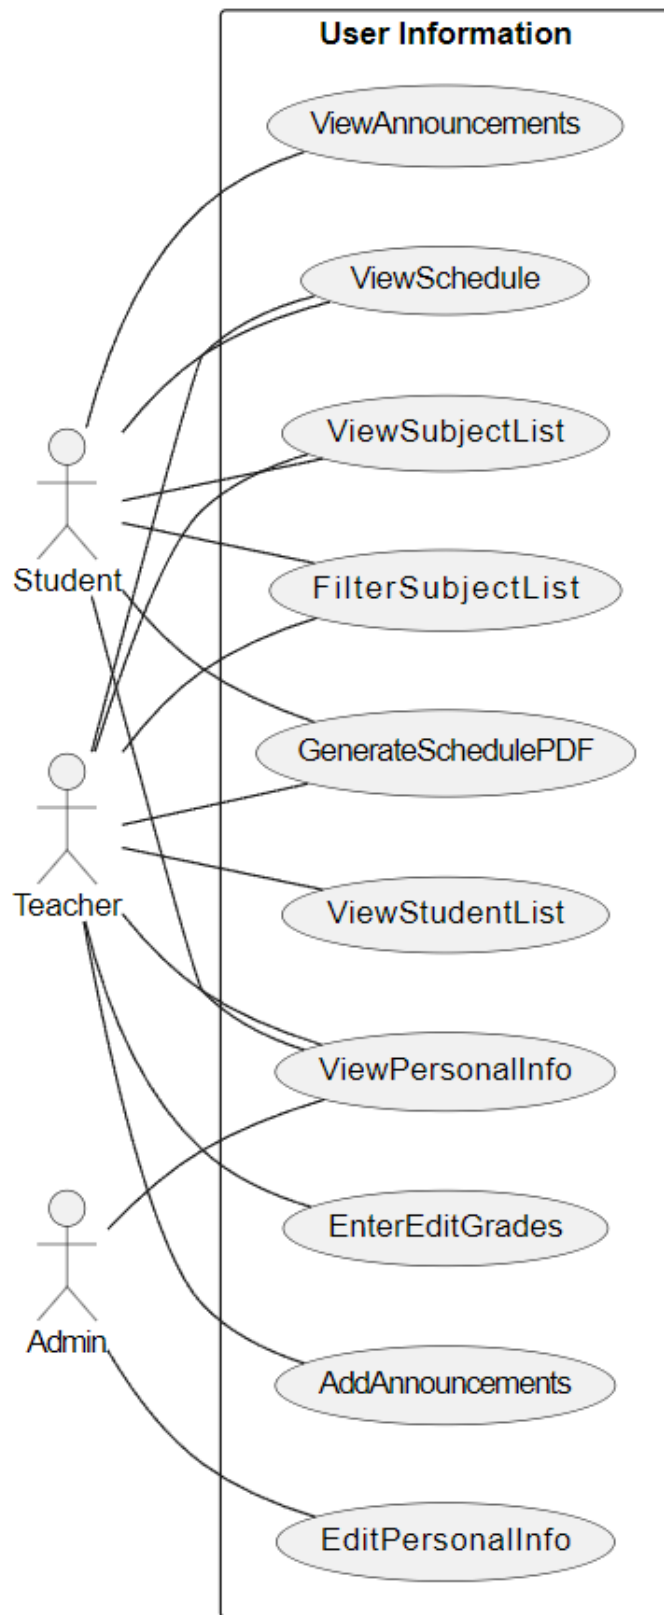 User Information
ViewAnnouncements
ViewSchedule
ViewSubjectList
FilterSubjectList
Student
GenerateSchedulePDF
Teacher
ViewStudentList
ViewPersonalInfo
EnterEditGrades
Admin
AddAnnouncements
EditPersonalInfo